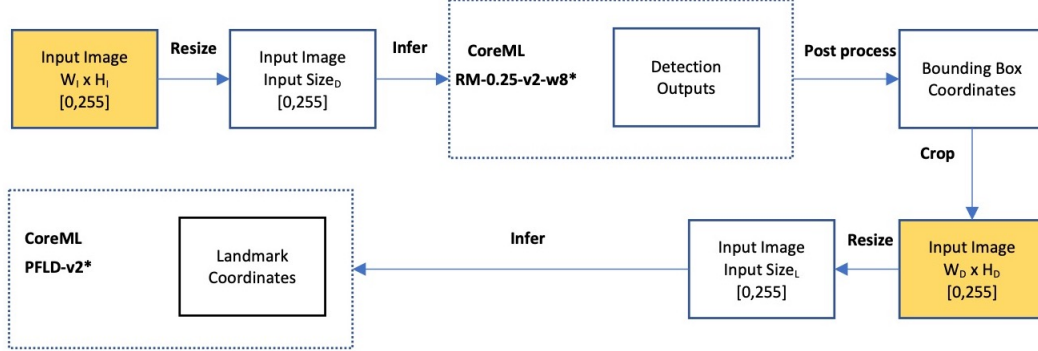 Input Image
W_I x H_I
[0,255]
Resize
Input Image
Input Size_D
[0,255]
Infer
CoreML
RM-0.25-v2-w8*
Detection
Outputs
Post process
Bounding Box
Coordinates
Crop
Input Image
W_D x H_D
[0,255]
Resize
Input Image
Input Size_L
[0,255]
Infer
CoreML
PFLD-v2*
Landmark
Coordinates